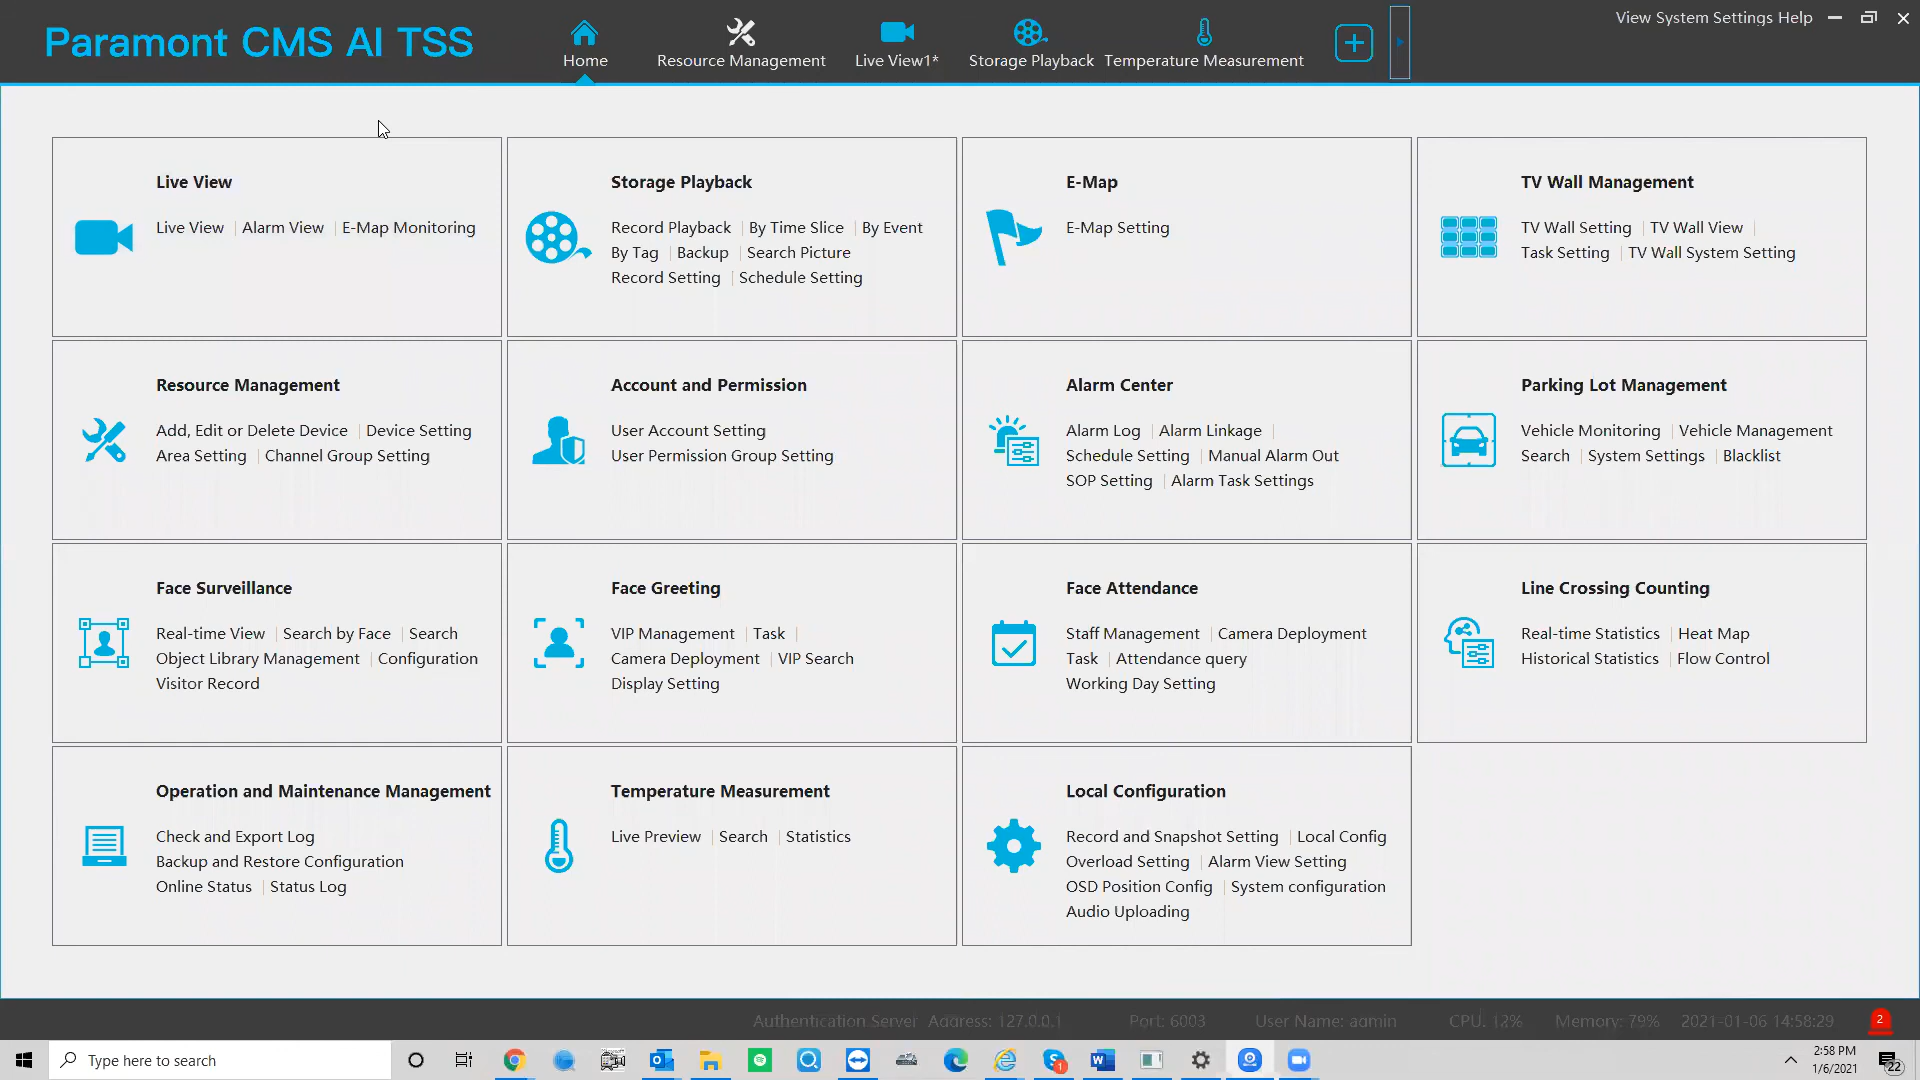 Paramont CMS AI TSS
Home
Resource Management
Live View1*
Storage Playback
Temperature Measurement
View System Settings Help
Live View
Live View | Alarm View | E-Map Monitoring
Storage Playback
Record Playback | By Time Slice | By Event
By Tag | Backup | Search Picture
Record Setting | Schedule Setting
E-Map
E-Map Setting
TV Wall Management
TV Wall Setting | TV Wall View |
Task Setting | TV Wall System Setting
Resource Management
Add, Edit or Delete Device | Device Setting
Area Setting | Channel Group Setting
Account and Permission
User Account Setting
User Permission Group Setting
Alarm Center
Alarm Log | Alarm Linkage |
Schedule Setting | Manual Alarm Out
SOP Setting | Alarm Task Settings
Parking Lot Management
Vehicle Monitoring | Vehicle Management
Search | System Settings | Blacklist
Face Surveillance
Real-time View | Search by Face | Search
Object Library Management | Configuration
Visitor Record
Face Greeting
VIP Management | Task |
Camera Deployment | VIP Search
Display Setting
Face Attendance
Staff Management | Camera Deployment
Task | Attendance query
Working Day Setting
Line Crossing Counting
Real-time Statistics | Heat Map
Historical Statistics | Flow Control
Operation and Maintenance Management
Check and Export Log
Backup and Restore Configuration
Online Status | Status Log
Temperature Measurement
Live Preview | Search | Statistics
Local Configuration
Record and Snapshot Setting | Local Config
Overload Setting | Alarm View Setting
OSD Position Config | System configuration
Audio Uploading
Authentication Server Address: 127.0.0.1 Port: 6003 User Name: admin CPU: 12% Memory: 79% 2021-01-06 14:58:29 2
Type here to search
2:58 PM
1/6/2021
22